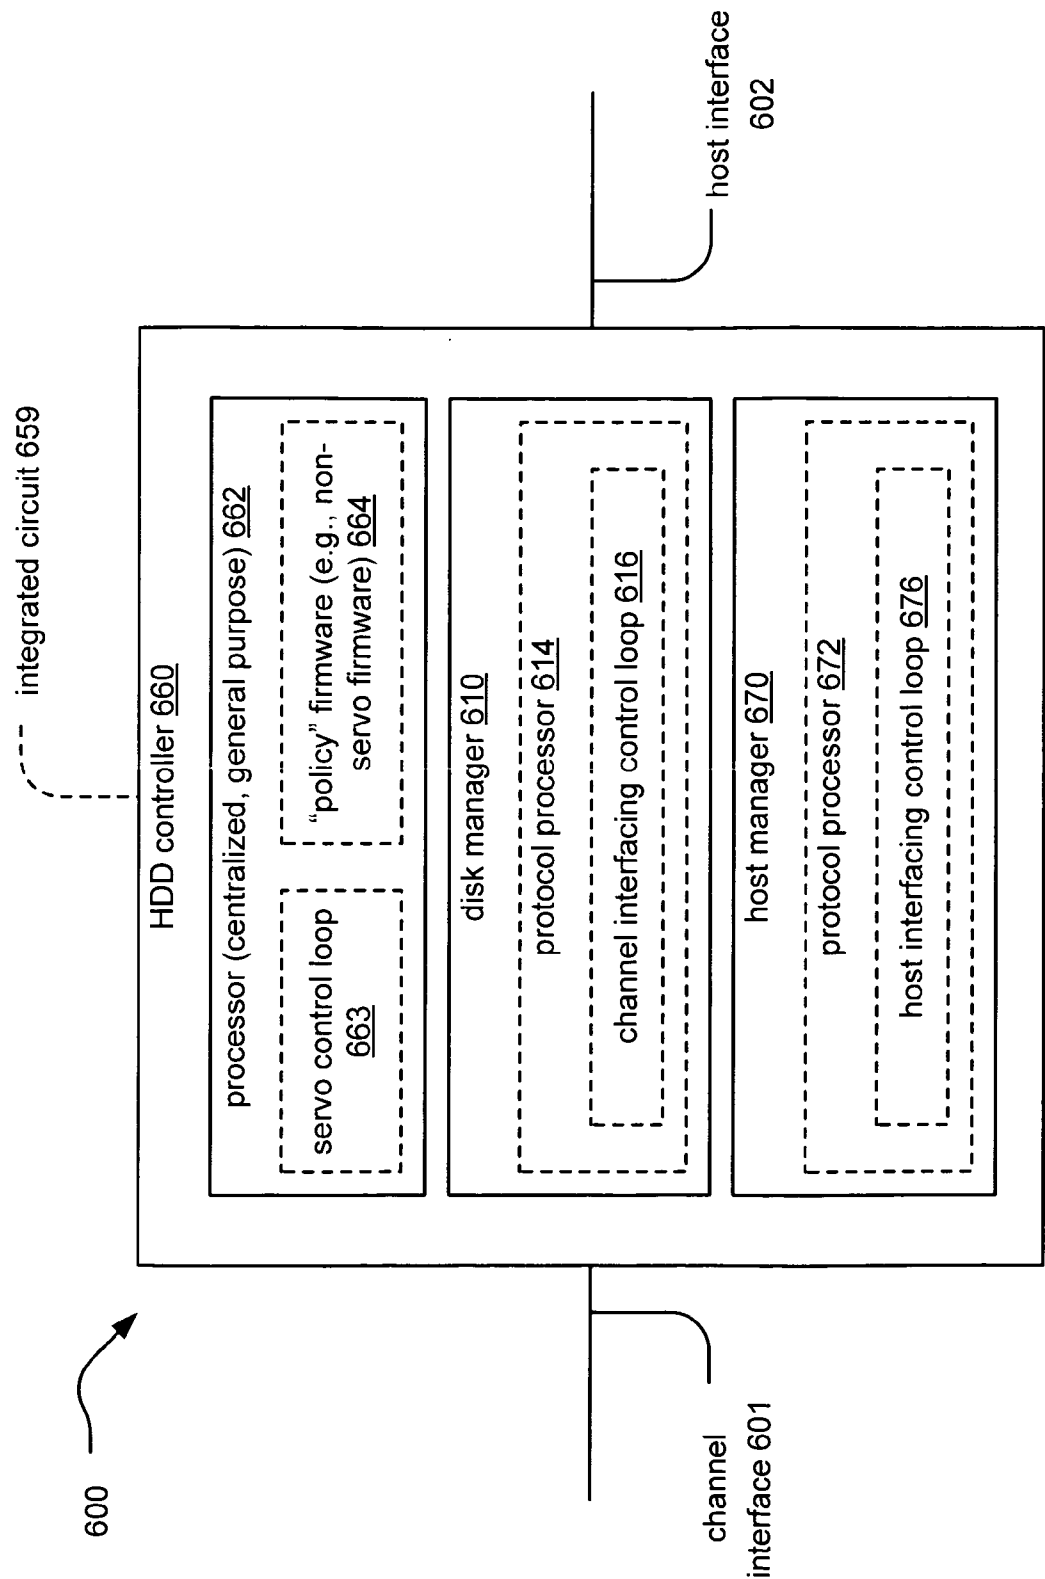 600
integrated circuit 659
HDD controller 660
processor (centralized, general purpose) 662
servo control loop
663
“policy” firmware (e.g., non-
servo firmware) 664
disk manager 610
protocol processor 614
channel interfacing control loop 616
host manager 670
protocol processor 672
host interfacing control loop 676
channel
interface 601
host interface
602